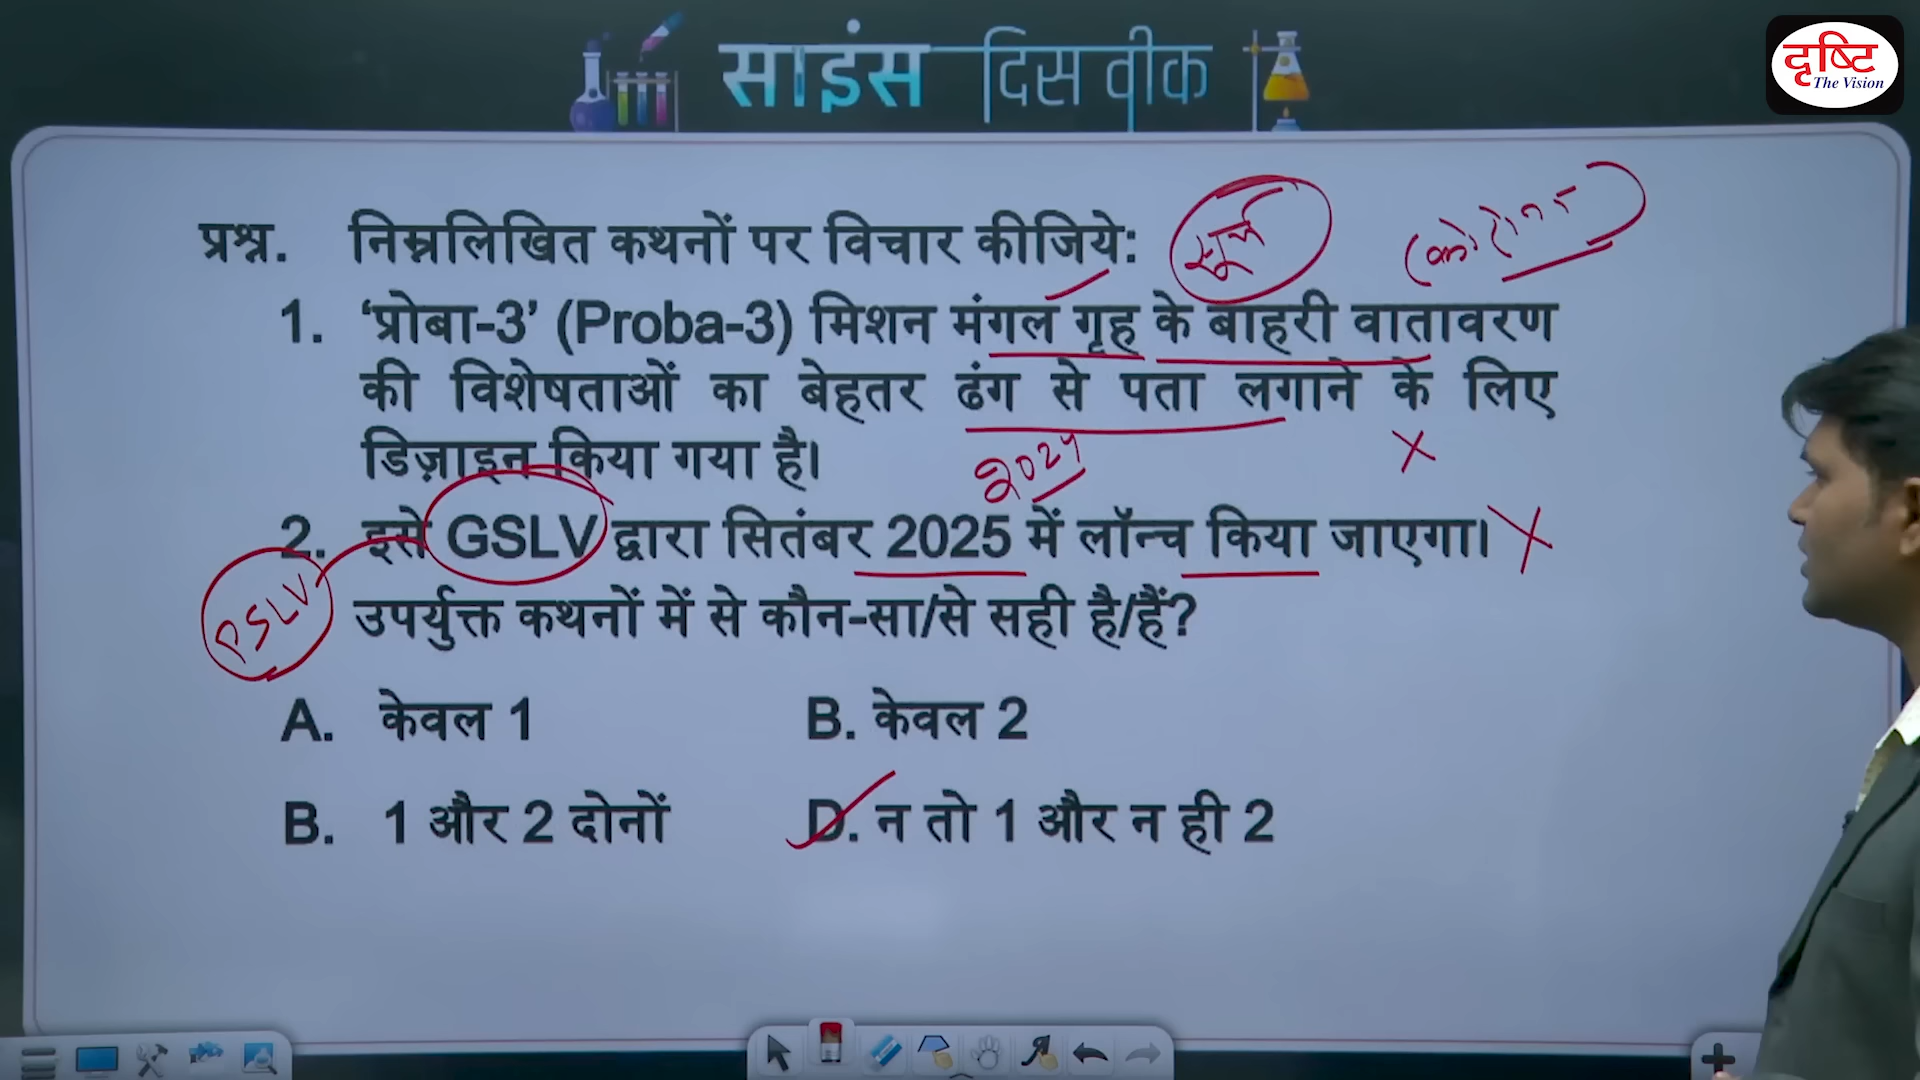 साइंस दिस वीक
दृष्टि
The Vision
प्रश्न. निम्नलिखित कथनों पर विचार कीजिये:
सूर्य
(कोरोना)
1. ‘प्रोबा-3’ (Proba-3) मिशन मंगल गृह के बाहरी वातावरण
की विशेषताओं का बेहतर ढंग से पता लगाने के लिए
डिज़ाइन किया गया है।
2024
2. इसे GSLV द्वारा सितंबर 2025 में लॉन्च किया जाएगा।
PSLV
उपर्युक्त कथनों में से कौन-सा/से सही है/हैं?
A. केवल 1 B. केवल 2
B. 1 और 2 दोनों D. न तो 1 और न ही 2